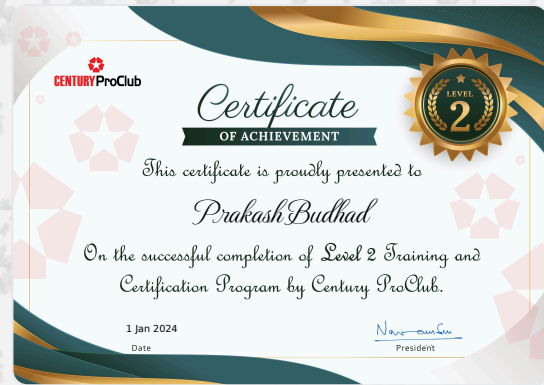 CENTURY ProClub
Certificate
OF ACHIEVEMENT
LEVEL
2
This certificate is proudly presented to
Prakash Budhad
On the successful completion of Level 2 Training and
Certification Program by Century ProClub.
1 Jan 2024
Date
President